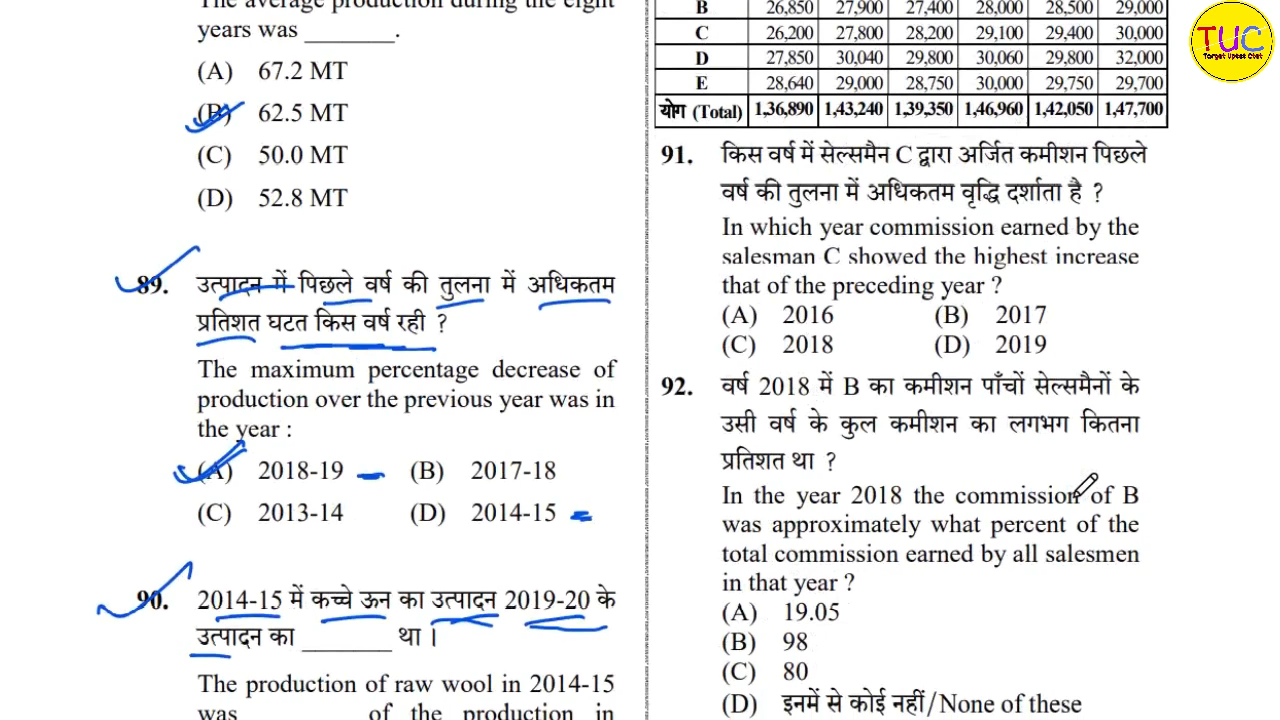 The average production during the eight
years was _______.
(A) 67.2 MT
(B) 62.5 MT
(C) 50.0 MT
(D) 52.8 MT
89. उत्पादन में पिछले वर्ष की तुलना में अधिकतम
प्रतिशत घटत किस वर्ष रही ?
The maximum percentage decrease of
production over the previous year was in
the year :
(A) 2018-19 (B) 2017-18
(C) 2013-14 (D) 2014-15
90. 2014-15 में कच्चे ऊन का उत्पादन 2019-20 के
उत्पादन का _______ था ।
The production of raw wool in 2014-15
was _______ of the production in
B 26,850 27,900 27,400 28,000 28,500 29,000
C 26,200 27,800 28,200 29,100 29,400 30,000
D 27,850 30,040 29,800 30,060 29,800 32,000
E 28,640 29,000 28,750 30,000 29,750 29,700
योग (Total) 1,36,890 1,43,240 1,39,350 1,46,960 1,42,050 1,47,700
91. किस वर्ष में सेल्समैन C द्वारा अर्जित कमीशन पिछले
वर्ष की तुलना में अधिकतम वृद्धि दर्शाता है ?
In which year commission earned by the
salesman C showed the highest increase
that of the preceding year ?
(A) 2016 (B) 2017
(C) 2018 (D) 2019
92. वर्ष 2018 में B का कमीशन पाँचों सेल्समैनों के
उसी वर्ष के कुल कमीशन का लगभग कितना
प्रतिशत था ?
In the year 2018 the commission of B
was approximately what percent of the
total commission earned by all salesmen
in that year ?
(A) 19.05
(B) 98
(C) 80
(D) इनमें से कोई नहीं/None of these
TUC
Target Upess Ctet